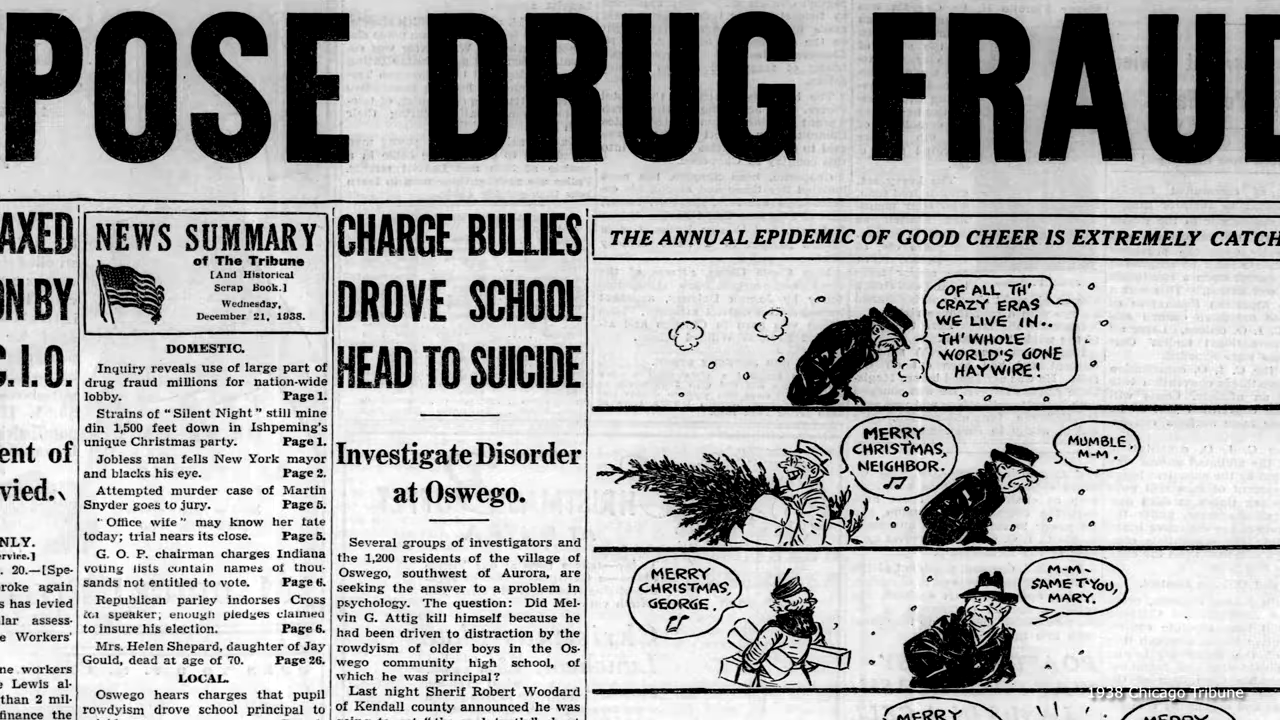 POSE DRUG FRAUD
AXED
ON BY
C. I. O.
ent of
vied.
NLY.
ervice.]
. 20.—[Spe-
roke again
s has levied
lar assess-
e Workers'
ne workers
e Lewis al-
than 2 mil-
finance the
NEWS SUMMARY
of The Tribune
[And Historical
Scrap Book.]
Wednesday,
December 21, 1938.
DOMESTIC.
Inquiry reveals use of large part of
drug fraud millions for nation-wide
lobby. Page 1.
Strains of "Silent Night" still mine
din 1,500 feet down in Ishpeming's
unique Christmas party. Page 1.
Jobless man fells New York mayor
and blacks his eye. Page 2.
Attempted murder case of Martin
Snyder goes to jury. Page 5.
"Office wife" may know her fate
today; trial nears its close. Page 5.
G. O. P. chairman charges Indiana
voting lists contain names of thou-
sands not entitled to vote. Page 6.
Republican parley indorses Cross
as speaker; enough pledges claimed
to insure his election. Page 6.
Mrs. Helen Shepard, daughter of Jay
Gould, dead at age of 70. Page 26.
LOCAL.
Oswego hears charges that pupil
rowdyism drove school principal to
CHARGE BULLIES
DROVE SCHOOL
HEAD TO SUICIDE
Investigate Disorder
at Oswego.
Several groups of investigators and
the 1,200 residents of the village of
Oswego, southwest of Aurora, are
seeking the answer to a problem in
psychology. The question: Did Mel-
vin G. Attig kill himself because he
had been driven to distraction by the
rowdyism of older boys in the Os-
wego community high school, of
which he was principal?
Last night Sherif Robert Woodard
of Kendall county announced he was
THE ANNUAL EPIDEMIC OF GOOD CHEER IS EXTREMELY CATCH
OF ALL TH'
CRAZY ERAS
WE LIVE IN..
TH' WHOLE
WORLD'S GONE
HAYWIRE!
MERRY
CHRISTMAS,
NEIGHBOR.
MUMBLE,
M-M.
MERRY
CHRISTMAS,
GEORGE.
M-M-
SAME T'YOU,
MARY.
MERRY
MERRY
1938 Chicago Tribune